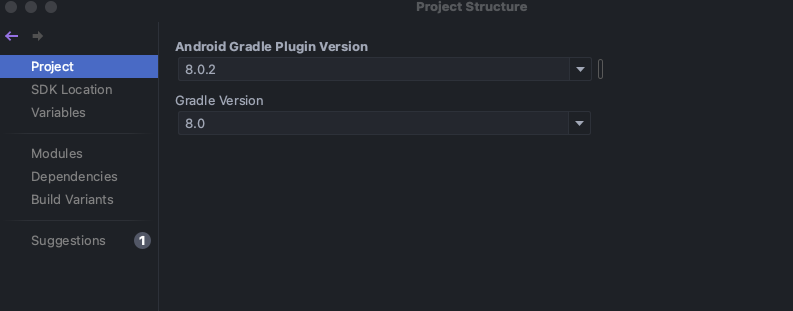 Project Structure
Project
SDK Location
Variables
Modules
Dependencies
Build Variants
Suggestions 1
Android Gradle Plugin Version
8.0.2
Gradle Version
8.0